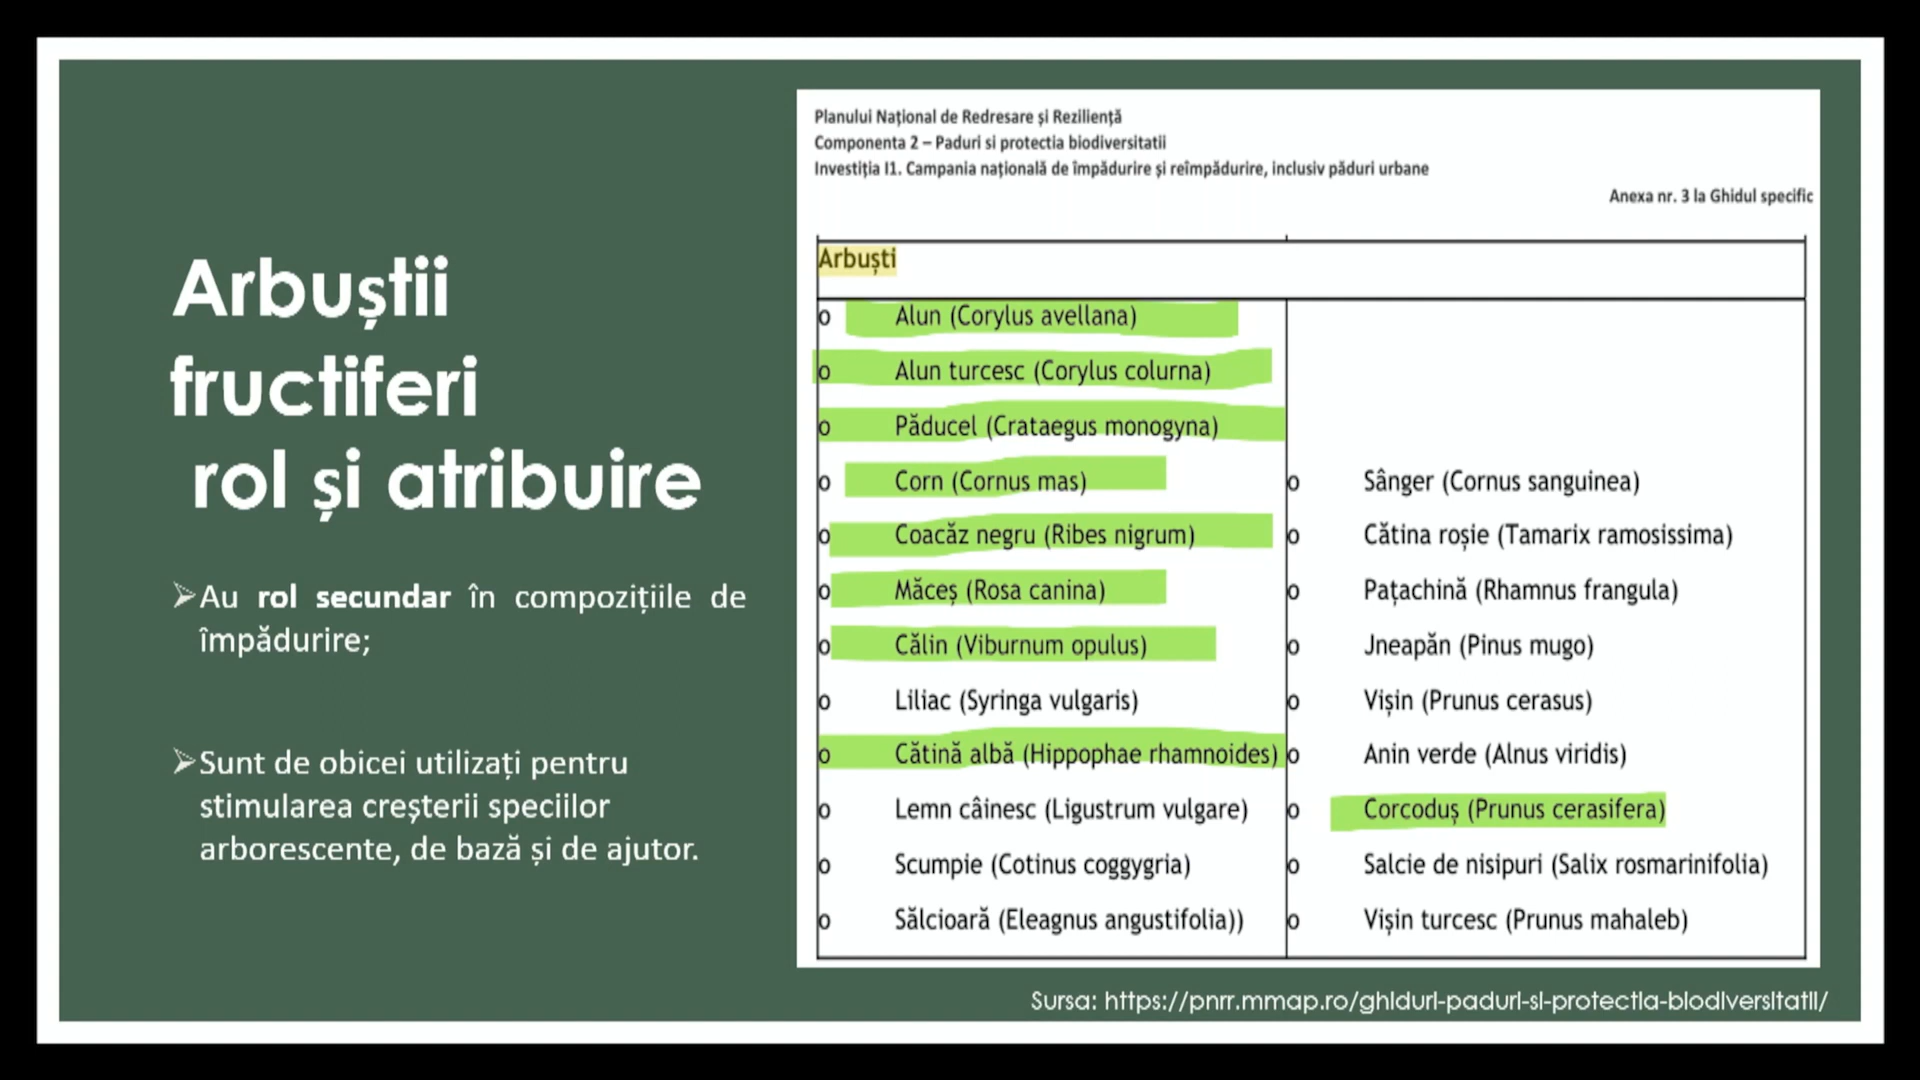 Arbuștii
fructiferi
rol și atribuire
Au rol secundar în compozițiile de
împădurire;
Sunt de obicei utilizați pentru
stimularea creșterii speciilor
arborescente, de bază și de ajutor.
Planului Național de Redresare și Reziliență
Componenta 2 – Paduri si protectia biodiversitatii
Investiția I1. Campania națională de împădurire și reîmpădurire, inclusiv păduri urbane
Anexa nr. 3 la Ghidul specific
Arbuști
o Alun (Corylus avellana)
o Alun turcesc (Corylus colurna)
o Păducel (Crataegus monogyna)
o Corn (Cornus mas)
o Coacăz negru (Ribes nigrum)
o Măceș (Rosa canina)
o Călin (Viburnum opulus)
o Liliac (Syringa vulgaris)
o Cătină albă (Hippophae rhamnoides)
o Lemn câinesc (Ligustrum vulgare)
o Scumpie (Cotinus coggygria)
o Sălcioară (Eleagnus angustifolia))
o Sânger (Cornus sanguinea)
o Cătina roșie (Tamarix ramosissima)
o Pațachină (Rhamnus frangula)
o Jneapăn (Pinus mugo)
o Vișin (Prunus cerasus)
o Anin verde (Alnus viridis)
o Corcoduș (Prunus cerasifera)
o Salcie de nisipuri (Salix rosmarinifolia)
o Vișin turcesc (Prunus mahaleb)
Sursa: https://pnrr.mmap.ro/ghiduri-paduri-si-protectia-biodiversitatii/